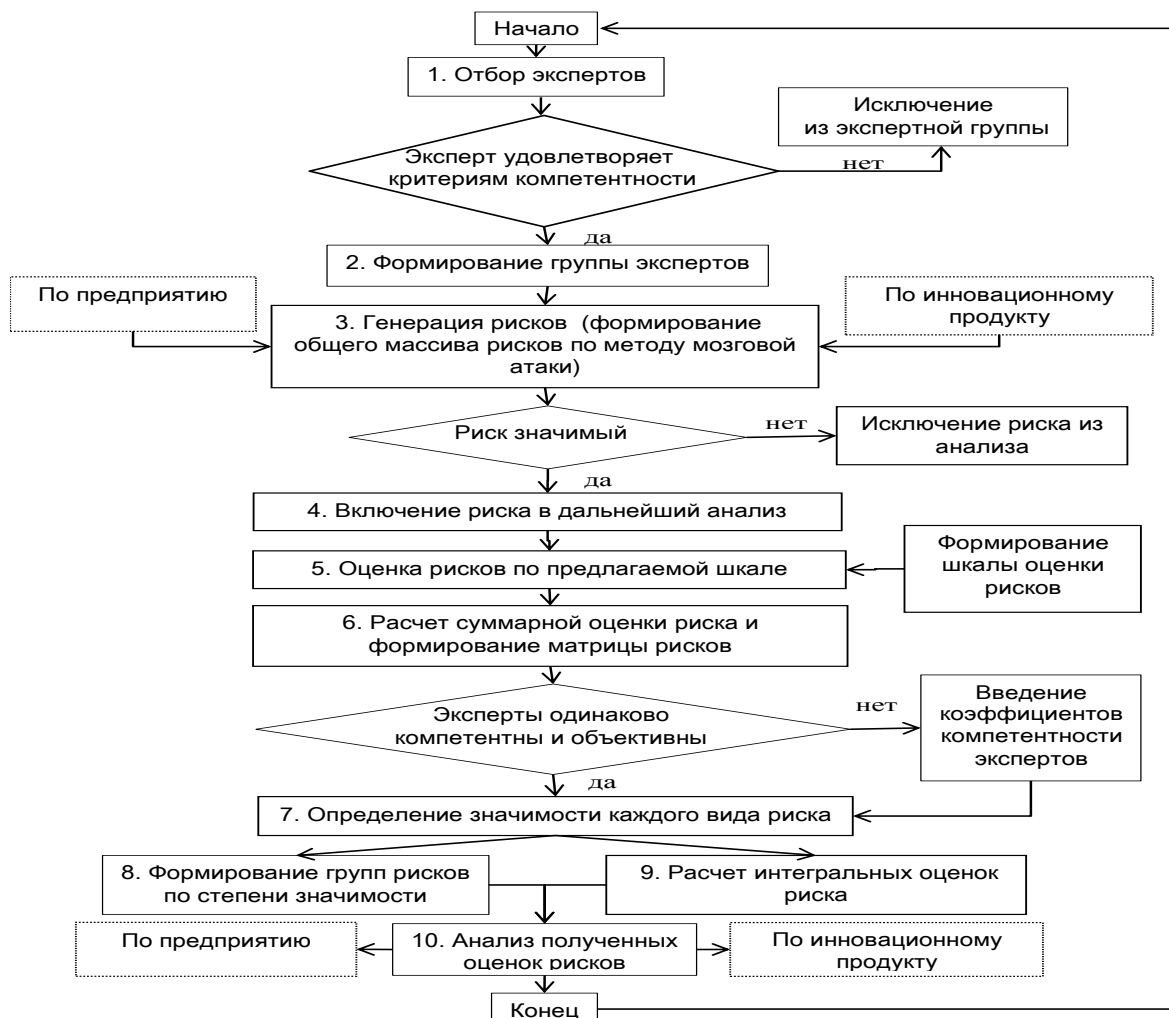 Начало
1. Отбор экспертов
Исключение
из экспертной группы
Эксперт удовлетворяет
критериям компетентности
нет
да
2. Формирование группы экспертов
По предприятию
По инновационному
продукту
3. Генерация рисков (формирование
общего массива рисков по методу мозговой
атаки)
Риск значимый
нет
Исключение риска из
анализа
да
4. Включение риска в дальнейший анализ
5. Оценка рисков по предлагаемой шкале
Формирование
шкалы оценки
рисков
6. Расчет суммарной оценки риска и
формирование матрицы рисков
Эксперты одинаково
компетентны и объективны
нет
Введение
коэффициентов
компетентности
экспертов
да
7. Определение значимости каждого вида риска
8. Формирование групп рисков
по степени значимости
9. Расчет интегральных оценок
риска
По предприятию
10. Анализ полученных
оценок рисков
По инновационному
продукту
Конец